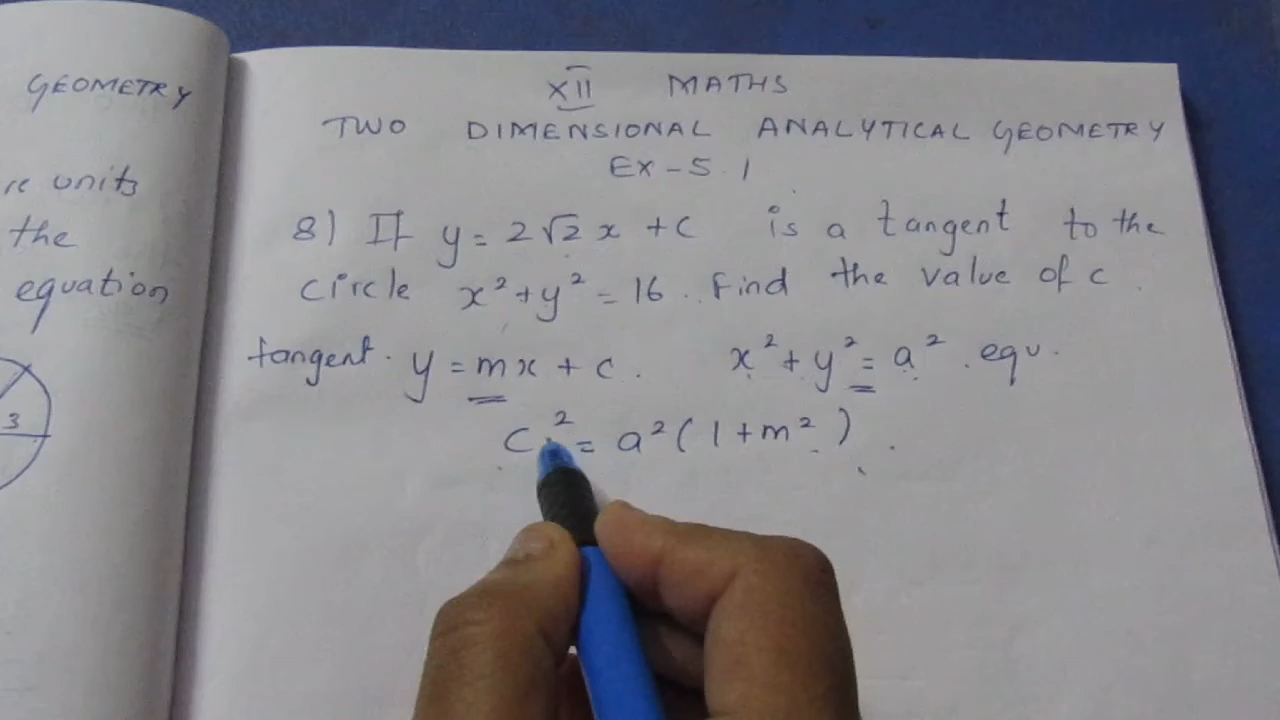 GEOMETRY
re units
the
equation
3
XII MATHS
TWO DIMENSIONAL ANALYTICAL GEOMETRY
EX-5.1
8) If y = 2√2 x + c is a tangent to the
circle x² + y² = 16. Find the value of c.
tangent. y = mx + c. x² + y² = a². equ.
c² = a² (1 + m²).